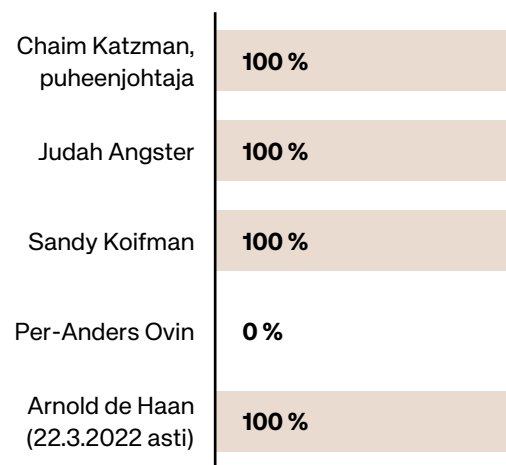 Chaim Katzman,
puheenjohtaja
100 %
Judah Angster
100 %
Sandy Koifman
100 %
Per-Anders Ovin
0 %
Arnold de Haan
(22.3.2022 asti)
100 %